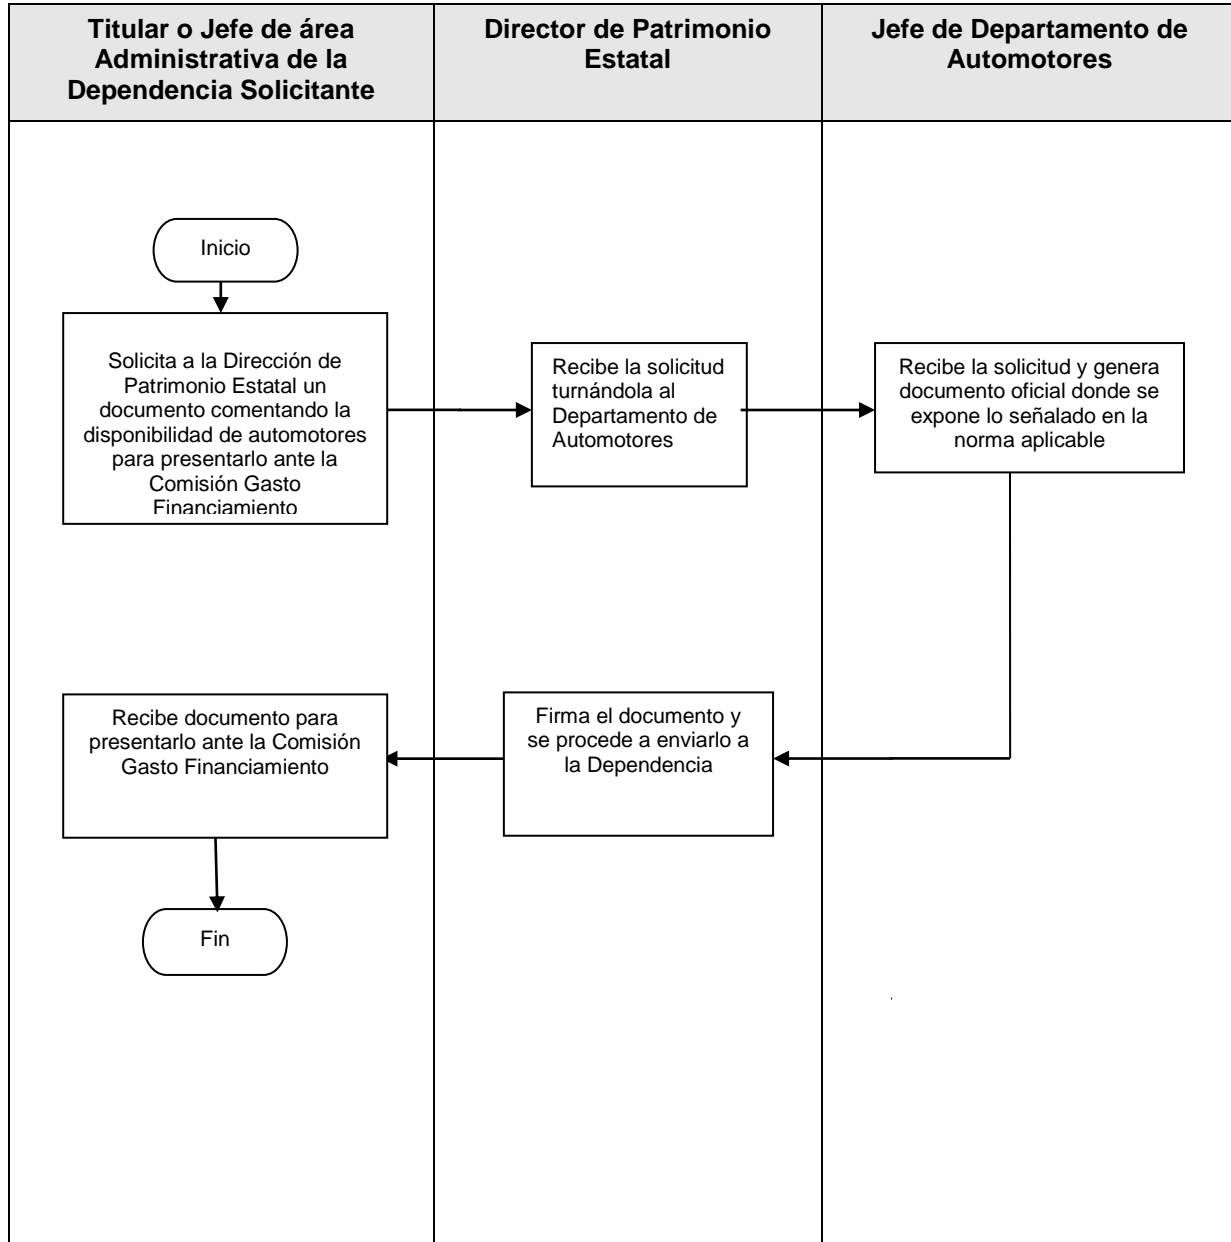 Titular o Jefe de área
Administrativa de la
Dependencia Solicitante
Director de Patrimonio
Estatal
Jefe de Departamento de
Automotores
Inicio
Solicita a la Dirección de
Patrimonio Estatal un
documento comentando la
disponibilidad de automotores
para presentarlo ante la
Comisión Gasto
Financiamiento
Recibe la solicitud
turnándola al
Departamento de
Automotores
Recibe la solicitud y genera
documento oficial donde se
expone lo señalado en la
norma aplicable
Firma el documento y
se procede a enviarlo a
la Dependencia
Recibe documento para
presentarlo ante la Comisión
Gasto Financiamiento
Fin